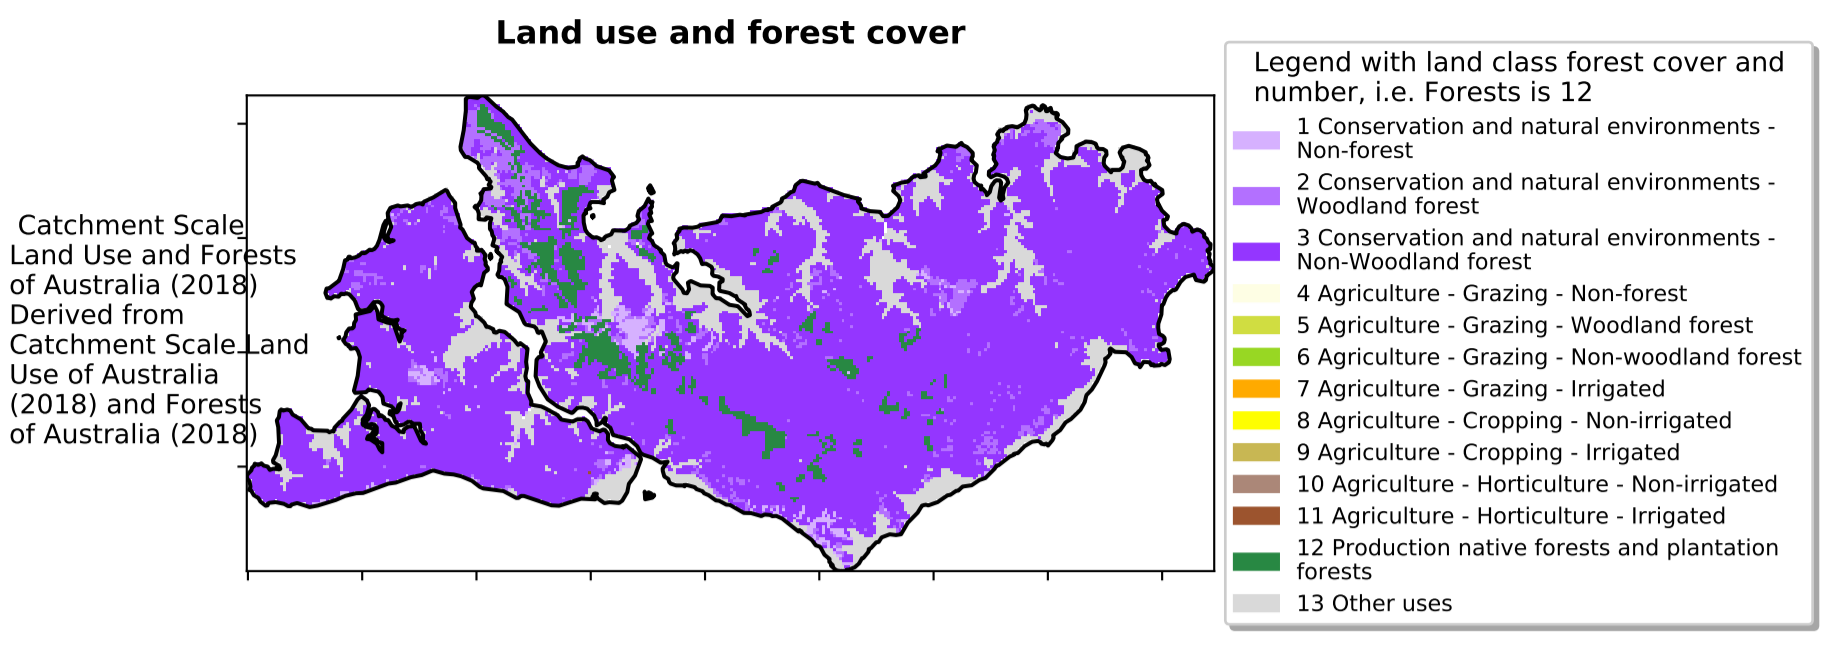 Land use and forest cover
Catchment Scale
Land Use and Forests
of Australia (2018)
Derived from
Catchment Scale Land
Use of Australia
(2018) and Forests
of Australia (2018)
Legend with land class forest cover and
number, i.e. Forests is 12
1 Conservation and natural environments -
Non-forest
2 Conservation and natural environments -
Woodland forest
3 Conservation and natural environments -
Non-Woodland forest
4 Agriculture - Grazing - Non-forest
5 Agriculture - Grazing - Woodland forest
6 Agriculture - Grazing - Non-woodland forest
7 Agriculture - Grazing - Irrigated
8 Agriculture - Cropping - Non-irrigated
9 Agriculture - Cropping - Irrigated
10 Agriculture - Horticulture - Non-irrigated
11 Agriculture - Horticulture - Irrigated
12 Production native forests and plantation
forests
13 Other uses